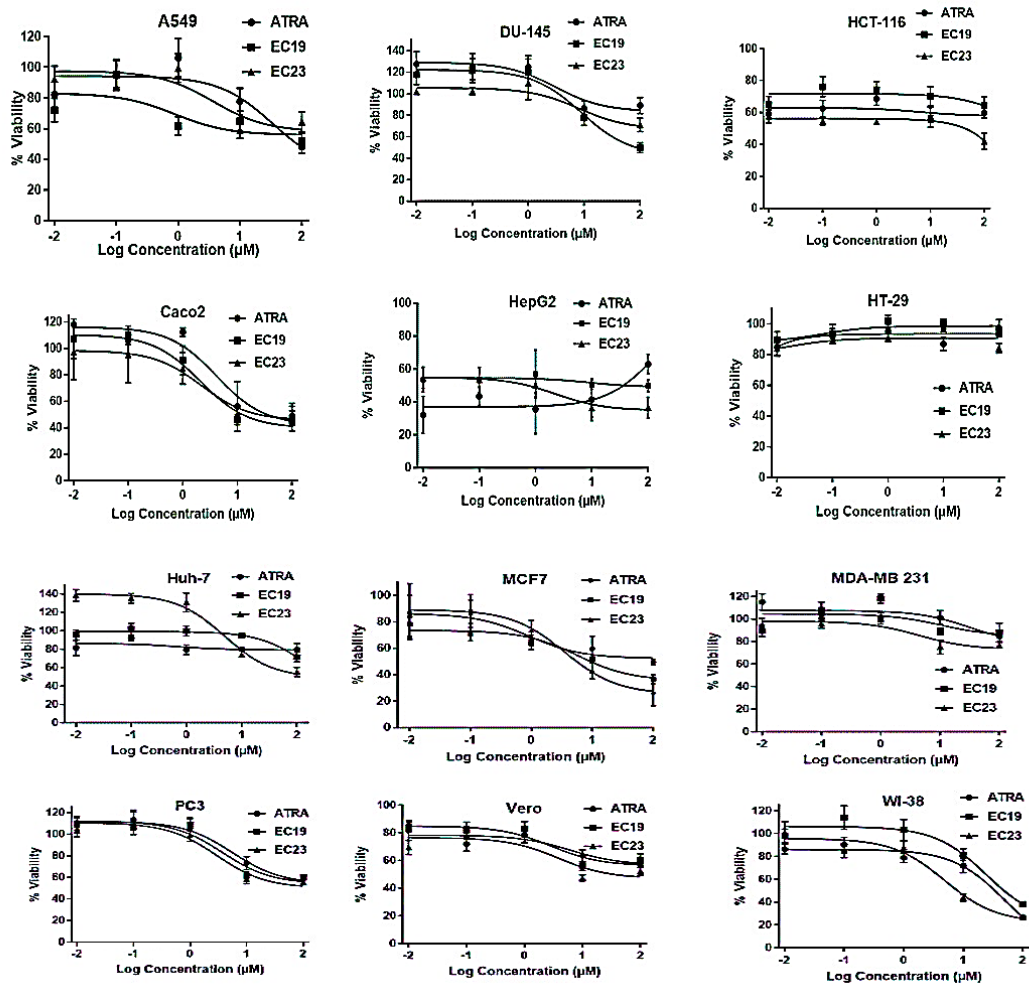 A549
ATRA
EC19
EC23
% Viability
120
100
80
60
40
20
0
-2 -1 0 1 2
Log Concentration (µM)
DU-145
ATRA
EC19
EC23
% Viability
140
120
100
80
60
40
20
0
-2 -1 0 1 2
Log Concentration (µM)
HCT-116
ATRA
EC19
EC23
% Viability
100
80
60
40
20
0
-2 -1 0 1 2
Log Concentration (µM)
Caco2
ATRA
EC19
EC23
% Viability
120
100
80
60
40
20
0
-2 -1 0 1 2
Log Concentration (µM)
HepG2
ATRA
EC19
EC23
% Viability
100
80
60
40
20
0
-2 -1 0 1 2
Log Concentration (µM)
HT-29
ATRA
EC19
EC23
% Viability
100
80
60
40
20
0
-2 -1 0 1 2
Log Concentration (µM)
Huh-7
ATRA
EC19
EC23
% Viability
140
120
100
80
60
40
20
0
-2 -1 0 1 2
Log Concentration (µM)
MCF7
ATRA
EC19
EC23
% Viability
100
80
60
40
20
0
-2 -1 0 1 2
Log Concentration (µM)
MDA-MB 231
ATRA
EC19
EC23
% Viability
120
100
80
60
40
20
0
-2 -1 0 1 2
Log Concentration (µM)
PC3
ATRA
EC19
EC23
% Viability
120
100
80
60
40
20
0
-2 -1 0 1 2
Log Concentration (µM)
Vero
ATRA
EC19
EC23
% Viability
100
80
60
40
20
0
-2 -1 0 1 2
Log Concentration (µM)
WI-38
ATRA
EC19
EC23
% Viability
120
100
80
60
40
20
0
-2 -1 0 1 2
Log Concentration (µM)